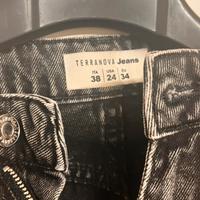 TERRANOVA Jeans
ITA USA EU
38 24 34